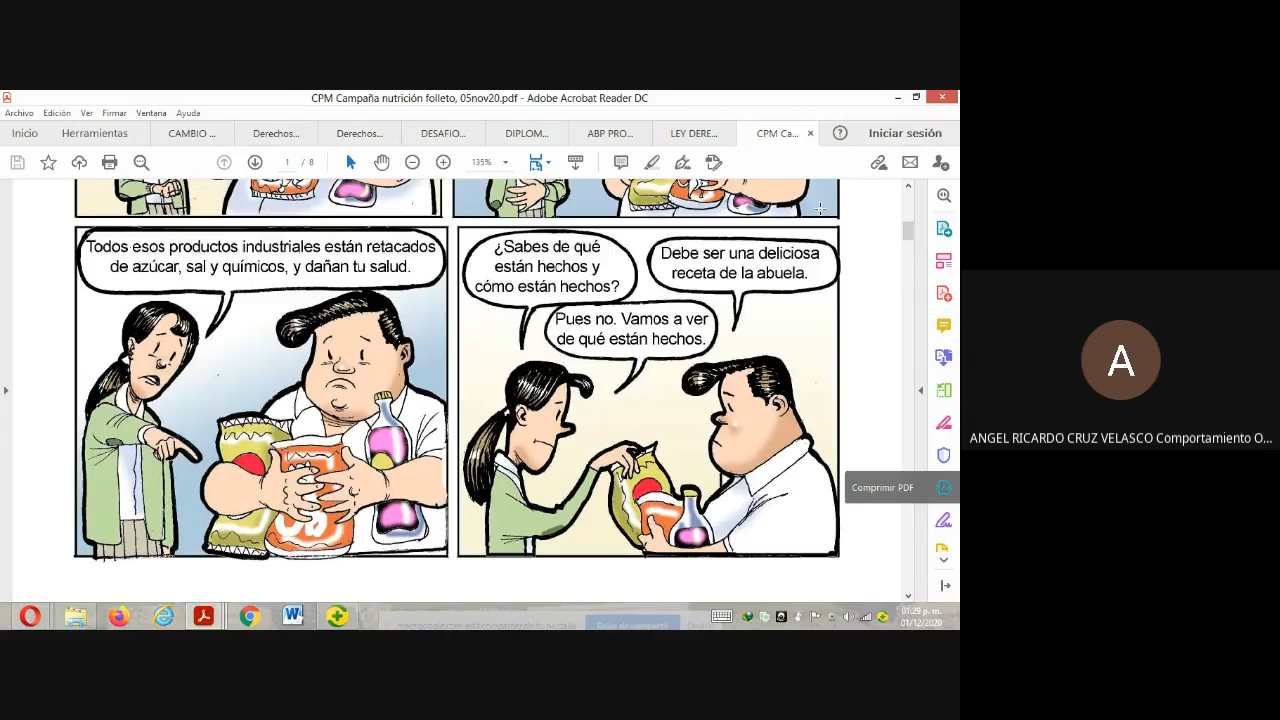 CPM Campaña nutrición folleto, 05nov20.pdf - Adobe Acrobat Reader DC
Archivo Edición Ver Firmar Ventana Ayuda
Inicio Herramientas CAMBIO ... Derechos... Derechos... DESAFIO... DIPLOM... ABP PRO... LEY DERE... CPM Ca... × Iniciar sesión
1 / 8 135%
Todos esos productos industriales están retacados
de azúcar, sal y químicos, y dañan tu salud.
¿Sabes de qué
están hechos y
cómo están hechos?
Debe ser una deliciosa
receta de la abuela.
Pues no. Vamos a ver
de qué están hechos.
Comprimir PDF
A
ANGEL RICARDO CRUZ VELASCO Comportamiento O...
01:29 p. m.
01/12/2020